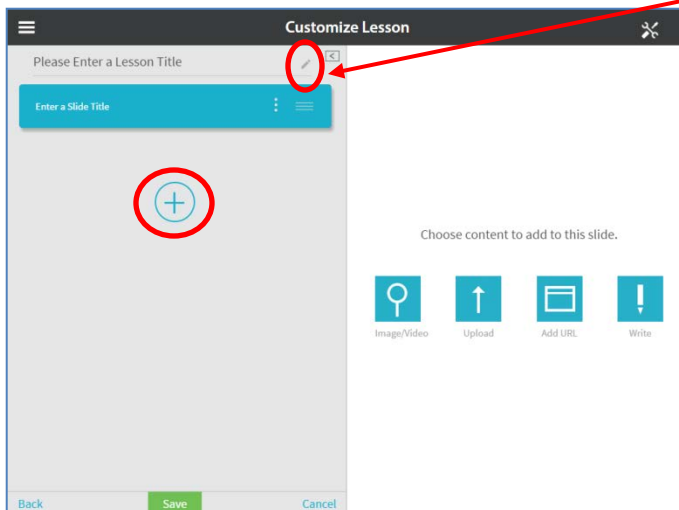 Customize Lesson
Please Enter a Lesson Title
Enter a Slide Title
Choose content to add to this slide.
Image/Video Upload Add URL Write
Back Save Cancel